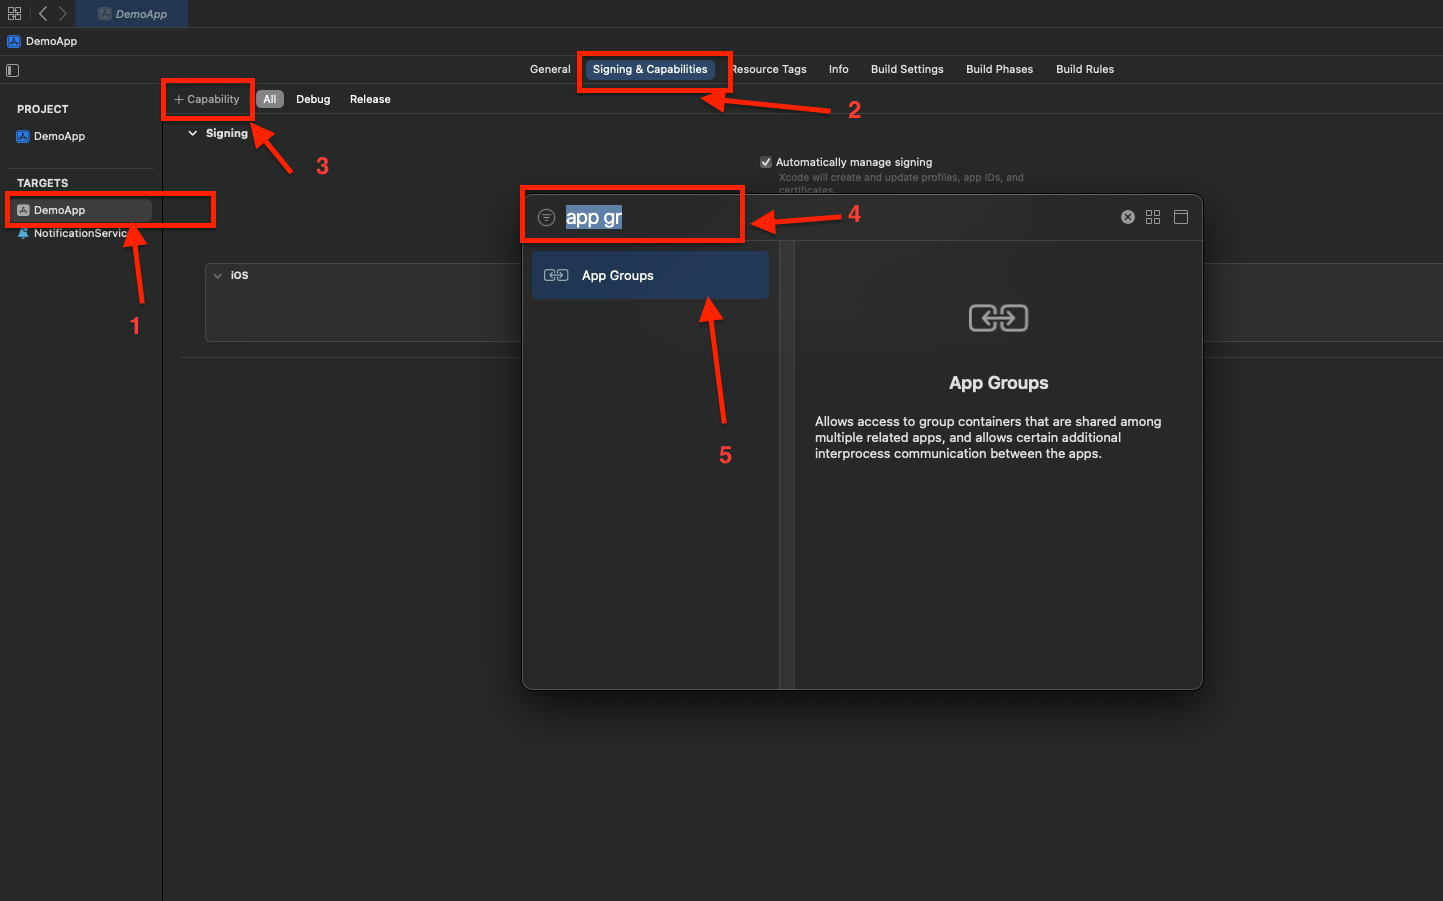 DemoApp
DemoApp
General
Signing & Capabilities
Resource Tags
Info
Build Settings
Build Phases
Build Rules
+ Capability
All
Debug
Release
2
PROJECT
DemoApp
Signing
3
Automatically manage signing
Xcode will create and update profiles, app IDs, and
certificates.
TARGETS
DemoApp
NotificationServic
1
app gr
4
iOS
App Groups
5
App Groups
Allows access to group containers that are shared among
multiple related apps, and allows certain additional
interprocess communication between the apps.